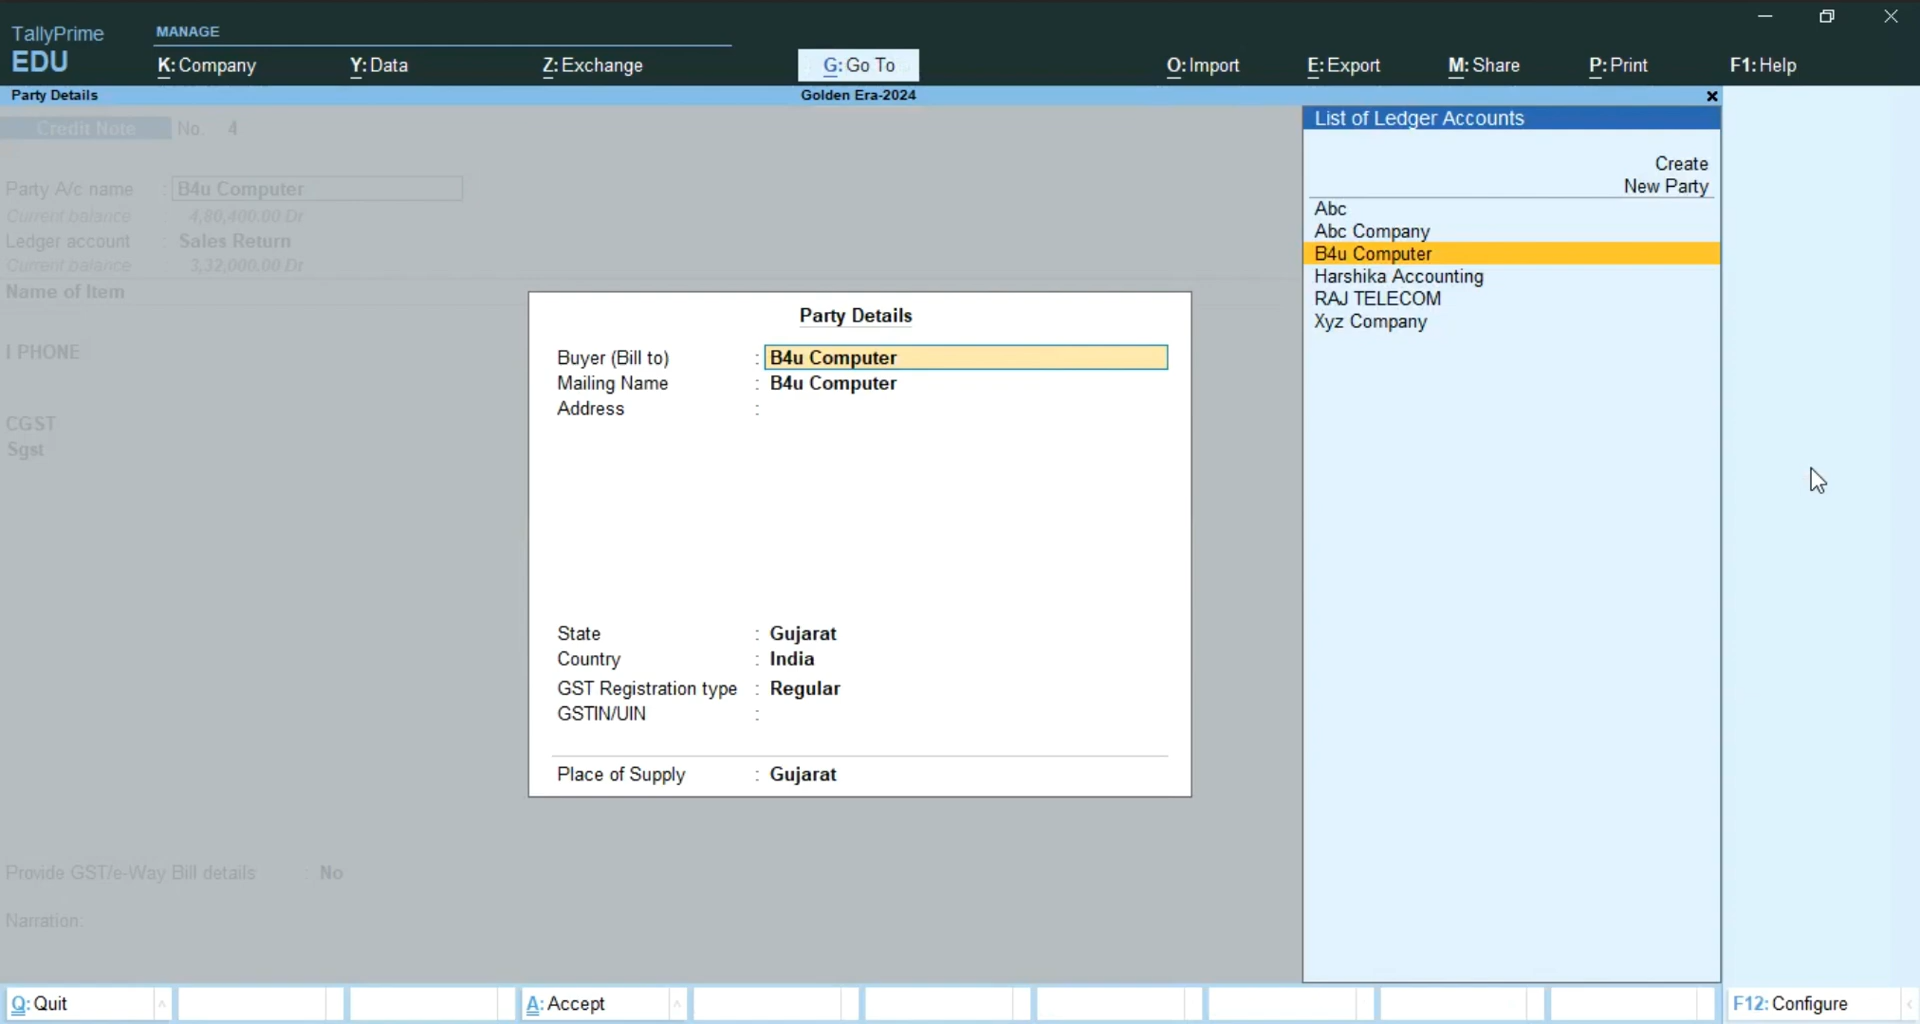 TallyPrime
EDU
MANAGE
K: Company
Y: Data
Z: Exchange
G: Go To
O: Import
E: Export
M: Share
P: Print
F1: Help
Party Details
Golden Era-2024
Credit Note No. 4
Party A/c name : B4u Computer
Current balance 4,80,400.00 Dr
Ledger account : Sales Return
Current balance 3,32,000.00 Dr
Name of Item
I PHONE
CGST
Sgst
Provide GST/e-Way Bill details : No
Narration:
Party Details
Buyer (Bill to) : B4u Computer
Mailing Name : B4u Computer
Address :
State : Gujarat
Country : India
GST Registration type : Regular
GSTIN/UIN :
Place of Supply : Gujarat
List of Ledger Accounts
Create
New Party
Abc
Abc Company
B4u Computer
Harshika Accounting
RAJ TELECOM
Xyz Company
Q: Quit
A: Accept
F12: Configure